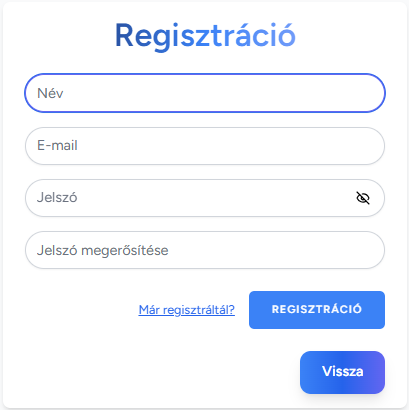 Regisztráció
Név
E-mail
Jelszó
Jelszó megerősítése
Már regisztráltál? REGISZTRÁCIÓ
Vissza